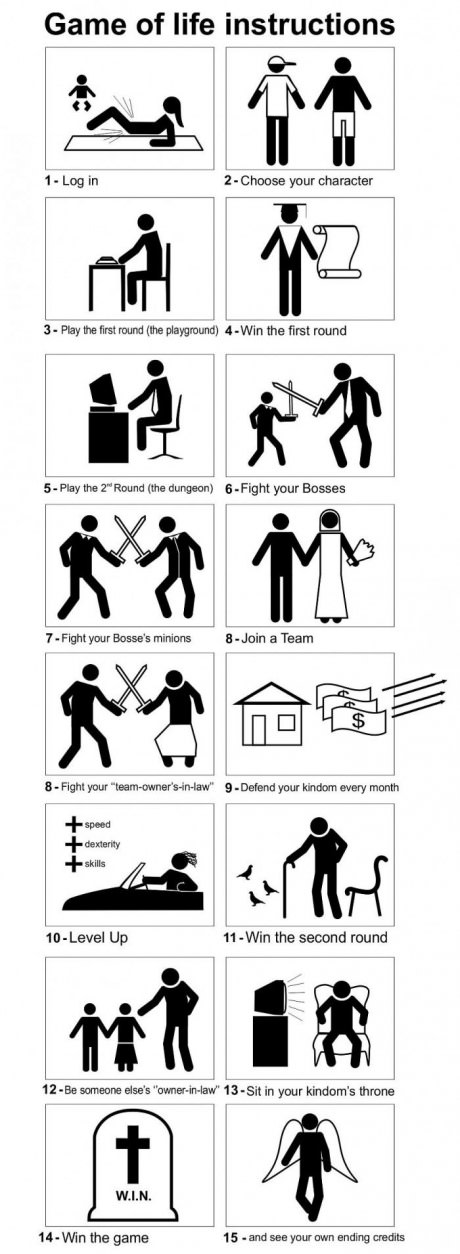 Game of life instructions
1 - Log in
2 - Choose your character
3 - Play the first round (the playground)
4 - Win the first round
5 - Play the 2nd Round (the dungeon)
6 - Fight your Bosses
7 - Fight your Bosse's minions
8 - Join a Team
8 - Fight your "team-owner's-in-law"
$
9 - Defend your kindom every month
+ speed
+ dexterity
+ skills
10 - Level Up
11 - Win the second round
12 - Be someone else's "owner-in-law"
13 - Sit in your kindom's throne
W.I.N.
14 - Win the game
15 - and see your own ending credits